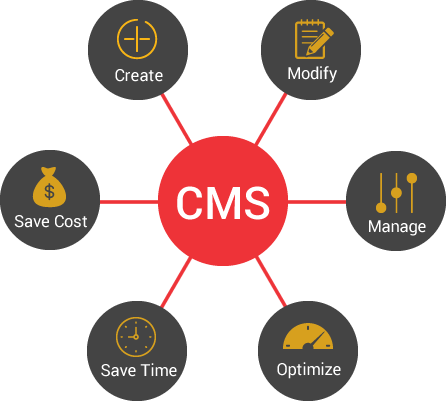 Create
Modify
Save Cost
$
CMS
Manage
Save Time
Optimize